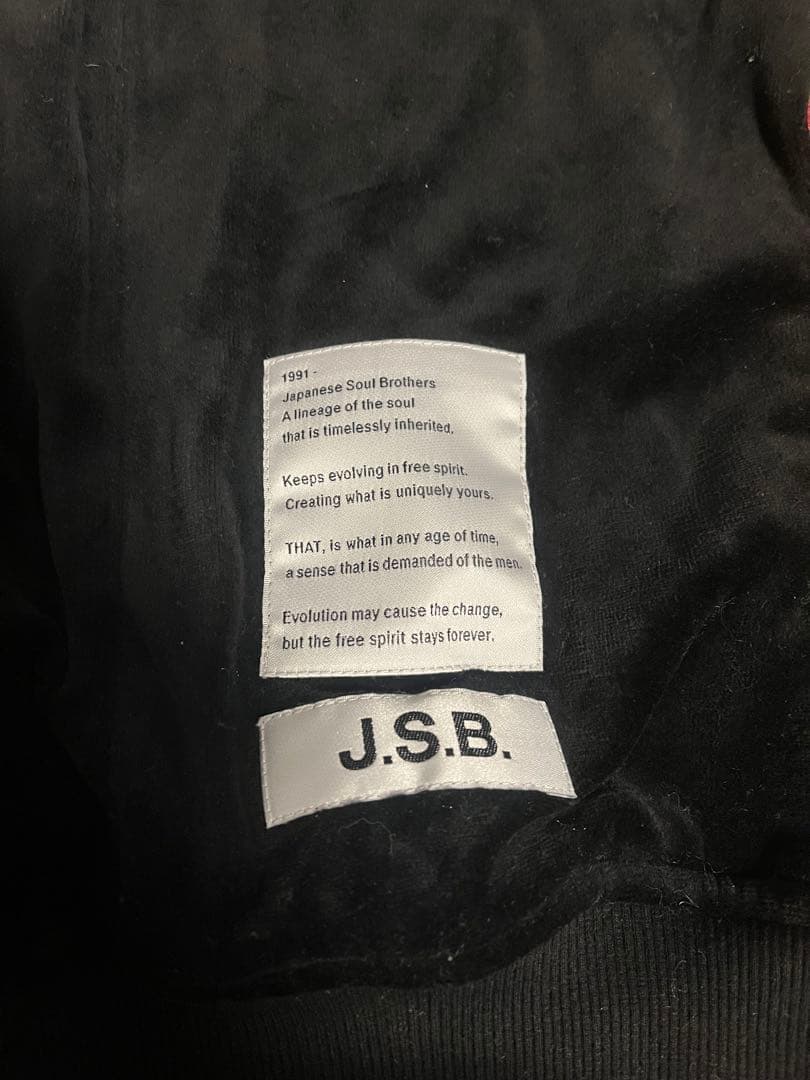 1991 -
Japanese Soul Brothers
A lineage of the soul
that is timelessly inherited.
Keeps evolving in free spirit.
Creating what is uniquely yours.
THAT, is what in any age of time,
a sense that is demanded of the men.
Evolution may cause the change,
but the free spirit stays forever.
J.S.B.